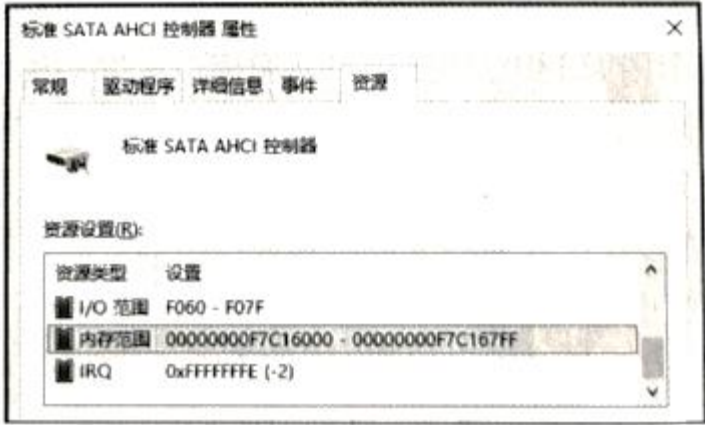 标准 SATA AHCI 控制器 属性
常规 驱动程序 详细信息 事件 资源
标准 SATA AHCI 控制器
资源设置(R):
资源类型 设置
I/O 范围 F060 - F07F
内存范围 00000000F7C16000 - 00000000F7C167FF
IRQ 0xFFFFFFFE (-2)